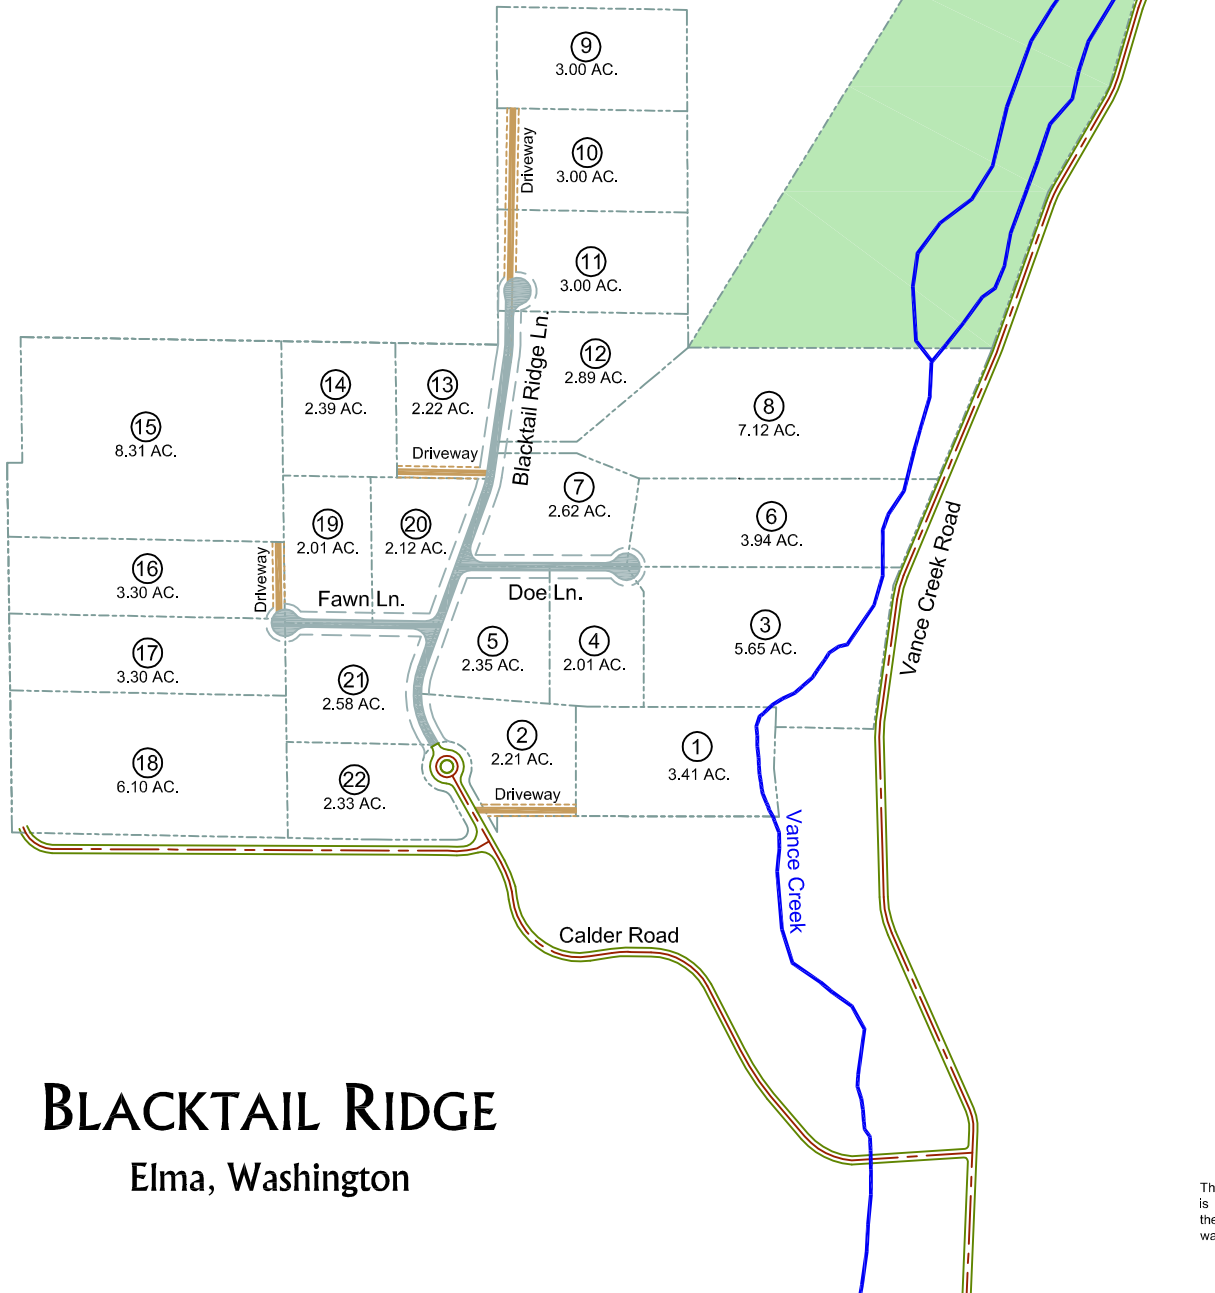 9
3.00 AC.
Driveway
10
3.00 AC.
11
3.00 AC.
Blacktail Ridge Ln.
12
2.89 AC.
14
2.39 AC.
13
2.22 AC.
8
7.12 AC.
15
8.31 AC.
Driveway
7
2.62 AC.
19
2.01 AC.
20
2.12 AC.
6
3.94 AC.
Vance Creek Road
16
3.30 AC.
Driveway
Fawn Ln.
Doe Ln.
17
3.30 AC.
5
2.35 AC.
4
2.01 AC.
3
5.65 AC.
21
2.58 AC.
2
2.21 AC.
1
3.41 AC.
18
6.10 AC.
22
2.33 AC.
Driveway
Vance Creek
Calder Road
BLACKTAIL RIDGE
Elma, Washington
Th
is
the
wa